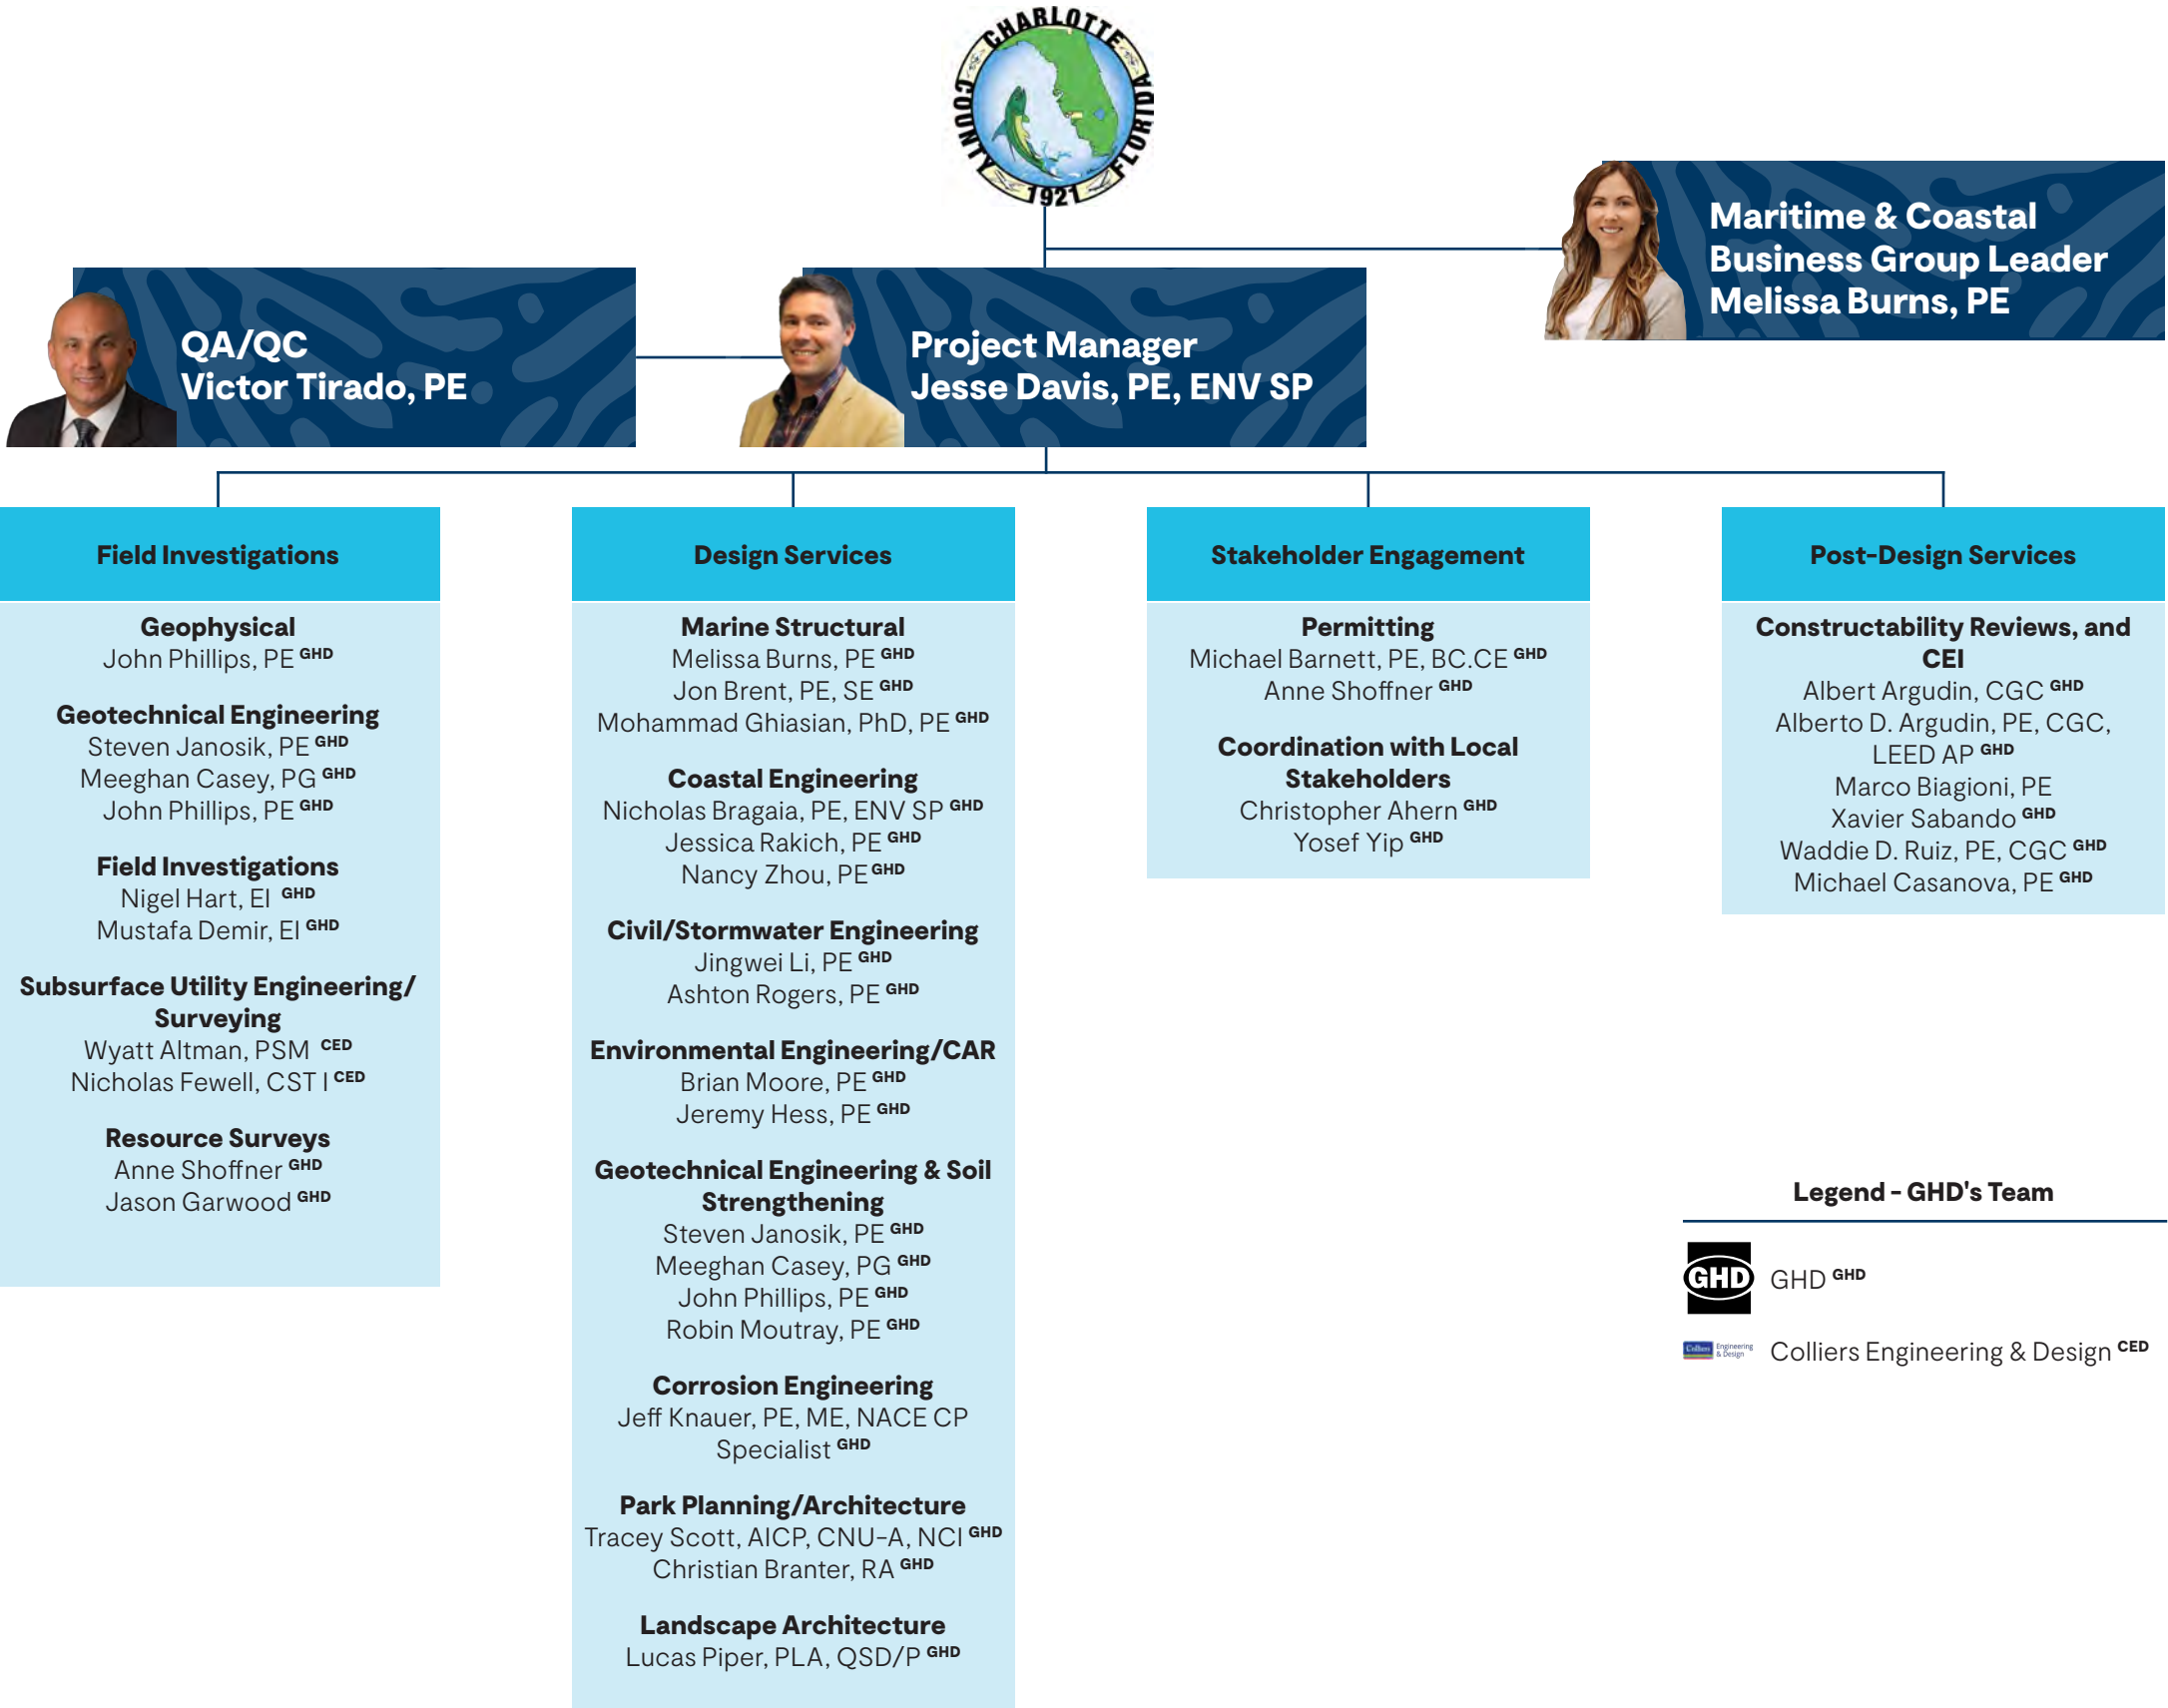 CHARLOTTE
COUNTY
FLORIDA
1921
Maritime & Coastal
Business Group Leader
Melissa Burns, PE
QA/QC
Victor Tirado, PE
Project Manager
Jesse Davis, PE, ENV SP
Field Investigations
Geophysical
John Phillips, PE GHD
Geotechnical Engineering
Steven Janosik, PE GHD
Meeghan Casey, PG GHD
John Phillips, PE GHD
Field Investigations
Nigel Hart, EI GHD
Mustafa Demir, EI GHD
Subsurface Utility Engineering/
Surveying
Wyatt Altman, PSM CED
Nicholas Fewell, CST I CED
Resource Surveys
Anne Shoffner GHD
Jason Garwood GHD
Design Services
Marine Structural
Melissa Burns, PE GHD
Jon Brent, PE, SE GHD
Mohammad Ghiasian, PhD, PE GHD
Coastal Engineering
Nicholas Bragaia, PE, ENV SP GHD
Jessica Rakich, PE GHD
Nancy Zhou, PE GHD
Civil/Stormwater Engineering
Jingwei Li, PE GHD
Ashton Rogers, PE GHD
Environmental Engineering/CAR
Brian Moore, PE GHD
Jeremy Hess, PE GHD
Geotechnical Engineering & Soil
Strengthening
Steven Janosik, PE GHD
Meeghan Casey, PG GHD
John Phillips, PE GHD
Robin Moutray, PE GHD
Corrosion Engineering
Jeff Knauer, PE, ME, NACE CP
Specialist GHD
Park Planning/Architecture
Tracey Scott, AICP, CNU-A, NCI GHD
Christian Branter, RA GHD
Landscape Architecture
Lucas Piper, PLA, QSD/P GHD
Stakeholder Engagement
Permitting
Michael Barnett, PE, BC.CE GHD
Anne Shoffner GHD
Coordination with Local
Stakeholders
Christopher Ahern GHD
Yosef Yip GHD
Post-Design Services
Constructability Reviews, and
CEI
Albert Argudin, CGC GHD
Alberto D. Argudin, PE, CGC,
LEED AP GHD
Marco Biagioni, PE
Xavier Sabando GHD
Waddie D. Ruiz, PE, CGC GHD
Michael Casanova, PE GHD
Legend - GHD's Team
GHD
GHD GHD
Colliers
Engineering
& Design
Colliers Engineering & Design CED